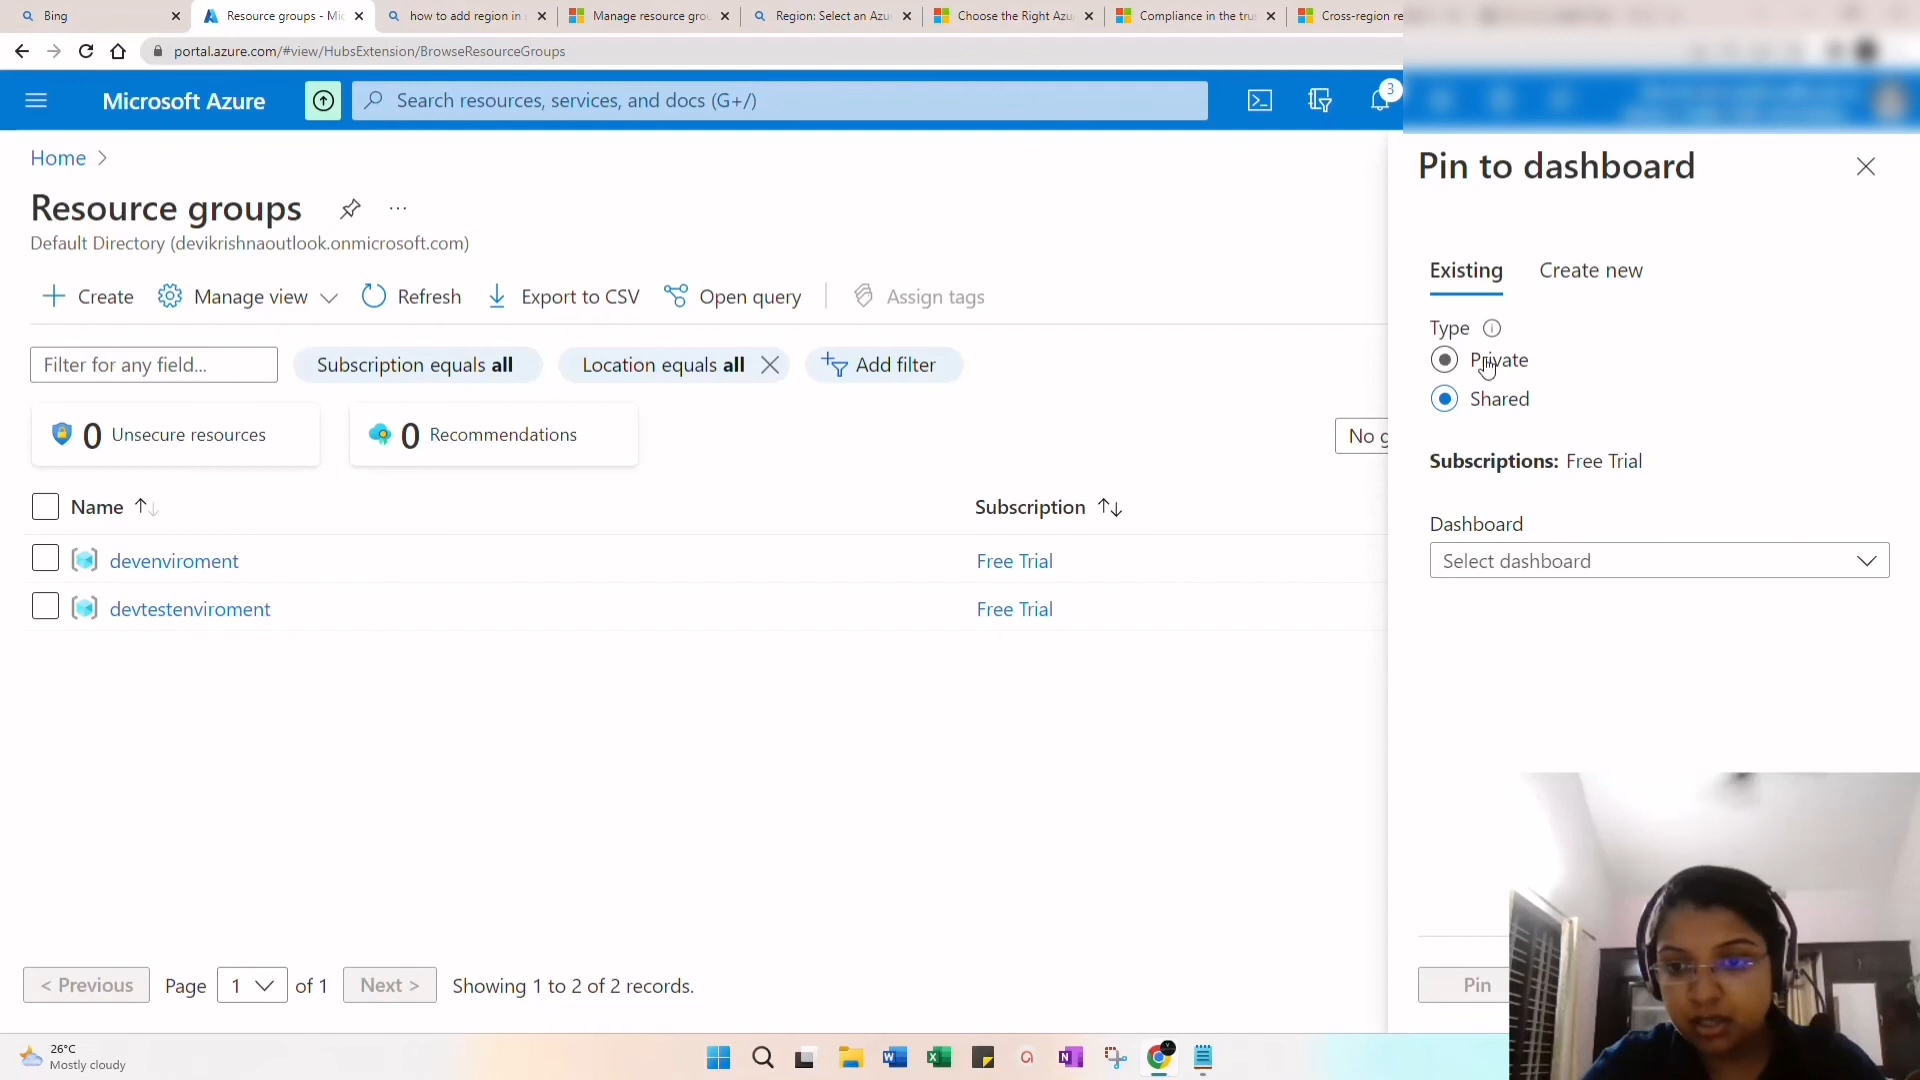 Bing
Resource groups - Mic
how to add region in
Manage resource grou
Region: Select an Azu
Choose the Right Azu
Compliance in the tru
Cross-region re
portal.azure.com/#view/HubsExtension/BrowseResourceGroups
Microsoft Azure
Search resources, services, and docs (G+/)
3
Home
Resource groups
Default Directory (devikrishnaoutlook.onmicrosoft.com)
Create
Manage view
Refresh
Export to CSV
Open query
Assign tags
Filter for any field...
Subscription equals all
Location equals all
Add filter
0 Unsecure resources
0 Recommendations
No g
Name
Subscription
devenviroment
Free Trial
devtestenviroment
Free Trial
< Previous
Page
1
of 1
Next >
Showing 1 to 2 of 2 records.
Pin to dashboard
Existing
Create new
Type
Private
Shared
Subscriptions: Free Trial
Dashboard
Select dashboard
Pin
26°C
Mostly cloudy